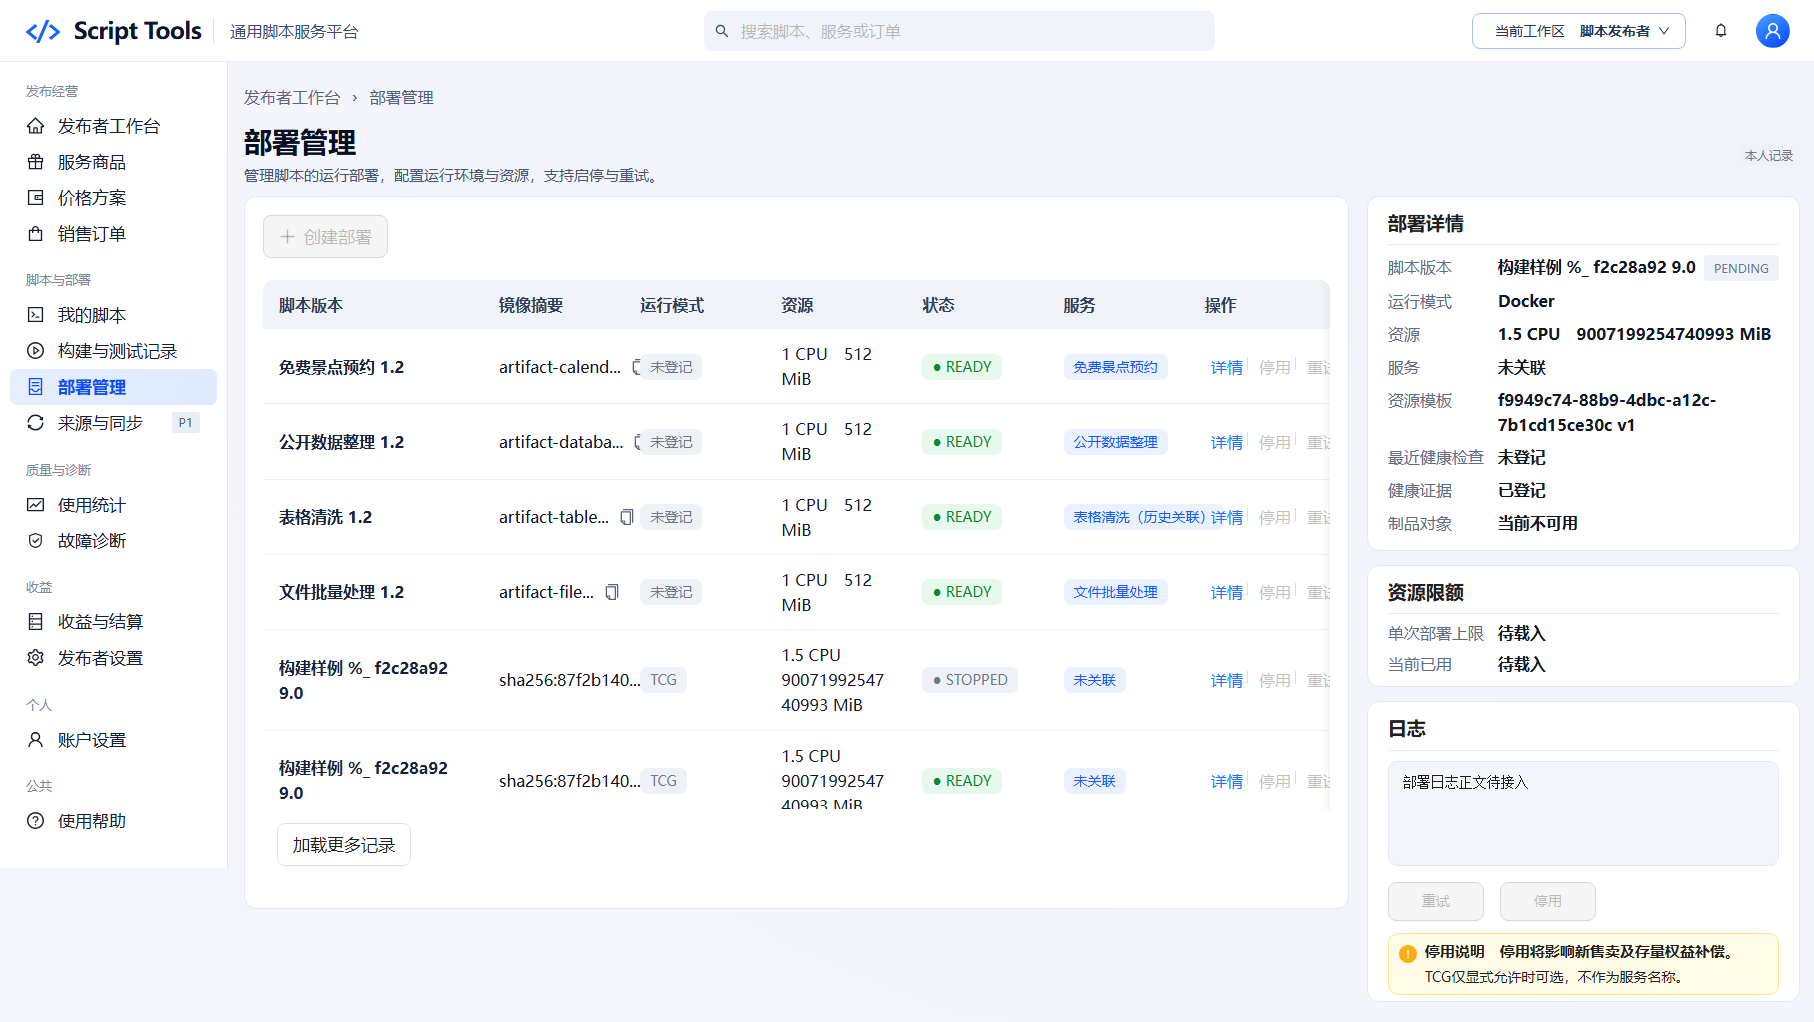 </> Script Tools
通用脚本服务平台
搜索脚本、服务或订单
当前工作区 脚本发布者
发布经营
发布者工作台
服务商品
价格方案
销售订单
脚本与部署
我的脚本
构建与测试记录
部署管理
来源与同步 P1
质量与诊断
使用统计
故障诊断
收益
收益与结算
发布者设置
个人
账户设置
公共
使用帮助
发布者工作台 › 部署管理
部署管理
管理脚本的运行部署，配置运行环境与资源，支持启停与重试。
本人记录
+ 创建部署
脚本版本 镜像摘要 运行模式 资源 状态 服务 操作
免费景点预约 1.2 artifact-calend... 未登记 1 CPU 512 MiB READY 免费景点预约 详情 停用 重试
公开数据整理 1.2 artifact-databa... 未登记 1 CPU 512 MiB READY 公开数据整理 详情 停用 重试
表格清洗 1.2 artifact-table... 未登记 1 CPU 512 MiB READY 表格清洗（历史关联） 详情 停用 重试
文件批量处理 1.2 artifact-file... 未登记 1 CPU 512 MiB READY 文件批量处理 详情 停用 重试
构建样例 %_ f2c28a92 9.0 sha256:87f2b140... TCG 1.5 CPU 9007199254740993 MiB STOPPED 未关联 详情 停用 重试
构建样例 %_ f2c28a92 9.0 sha256:87f2b140... TCG 1.5 CPU 9007199254740993 MiB READY 未关联 详情 停用 重试
加载更多记录
部署详情
脚本版本 构建样例 %_ f2c28a92 9.0 PENDING
运行模式 Docker
资源 1.5 CPU 9007199254740993 MiB
服务 未关联
资源模板 f9949c74-88b9-4dbc-a12c-
7b1cd15ce30c v1
最近健康检查 未登记
健康证据 已登记
制品对象 当前不可用
资源限额
单次部署上限 待载入
当前已用 待载入
日志
部署日志正文待接入
重试 停用
停用说明 停用将影响新售卖及存量权益补偿。
TCG仅显式允许时可选，不作为服务名称。